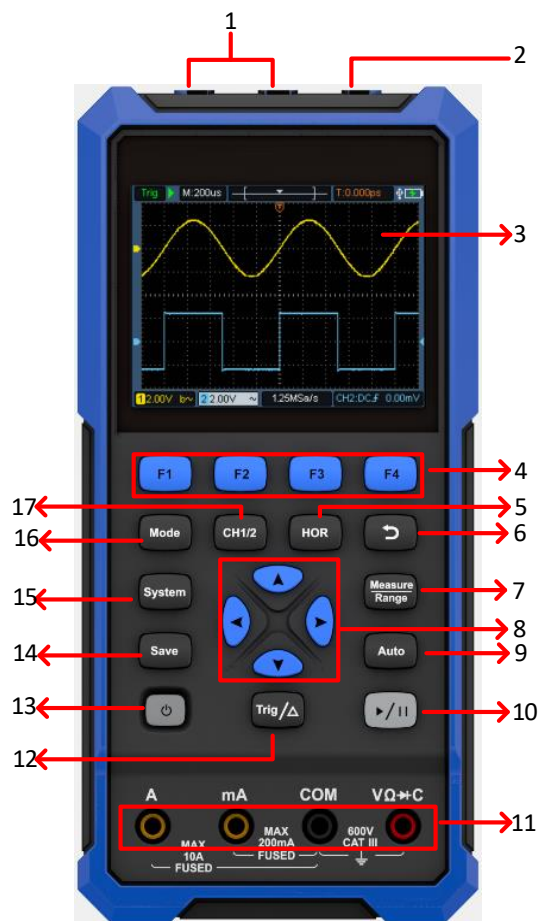 1
2
Trig M:200us T:0.000ps
T
3
1 2.00V b~ 2 2.00V ~ 1.25MSa/s CH2:DC 0.00mV
F1 F2 F3 F4
4
17
5
16
Mode CH1/2 HOR
6
15
System
Measure
Range
7
8
14
Save
Auto
9
13
Trig/△
10
12
A mA COM VΩC
11
MAX
10A
FUSED
MAX
200mA
FUSED
600V
CAT III